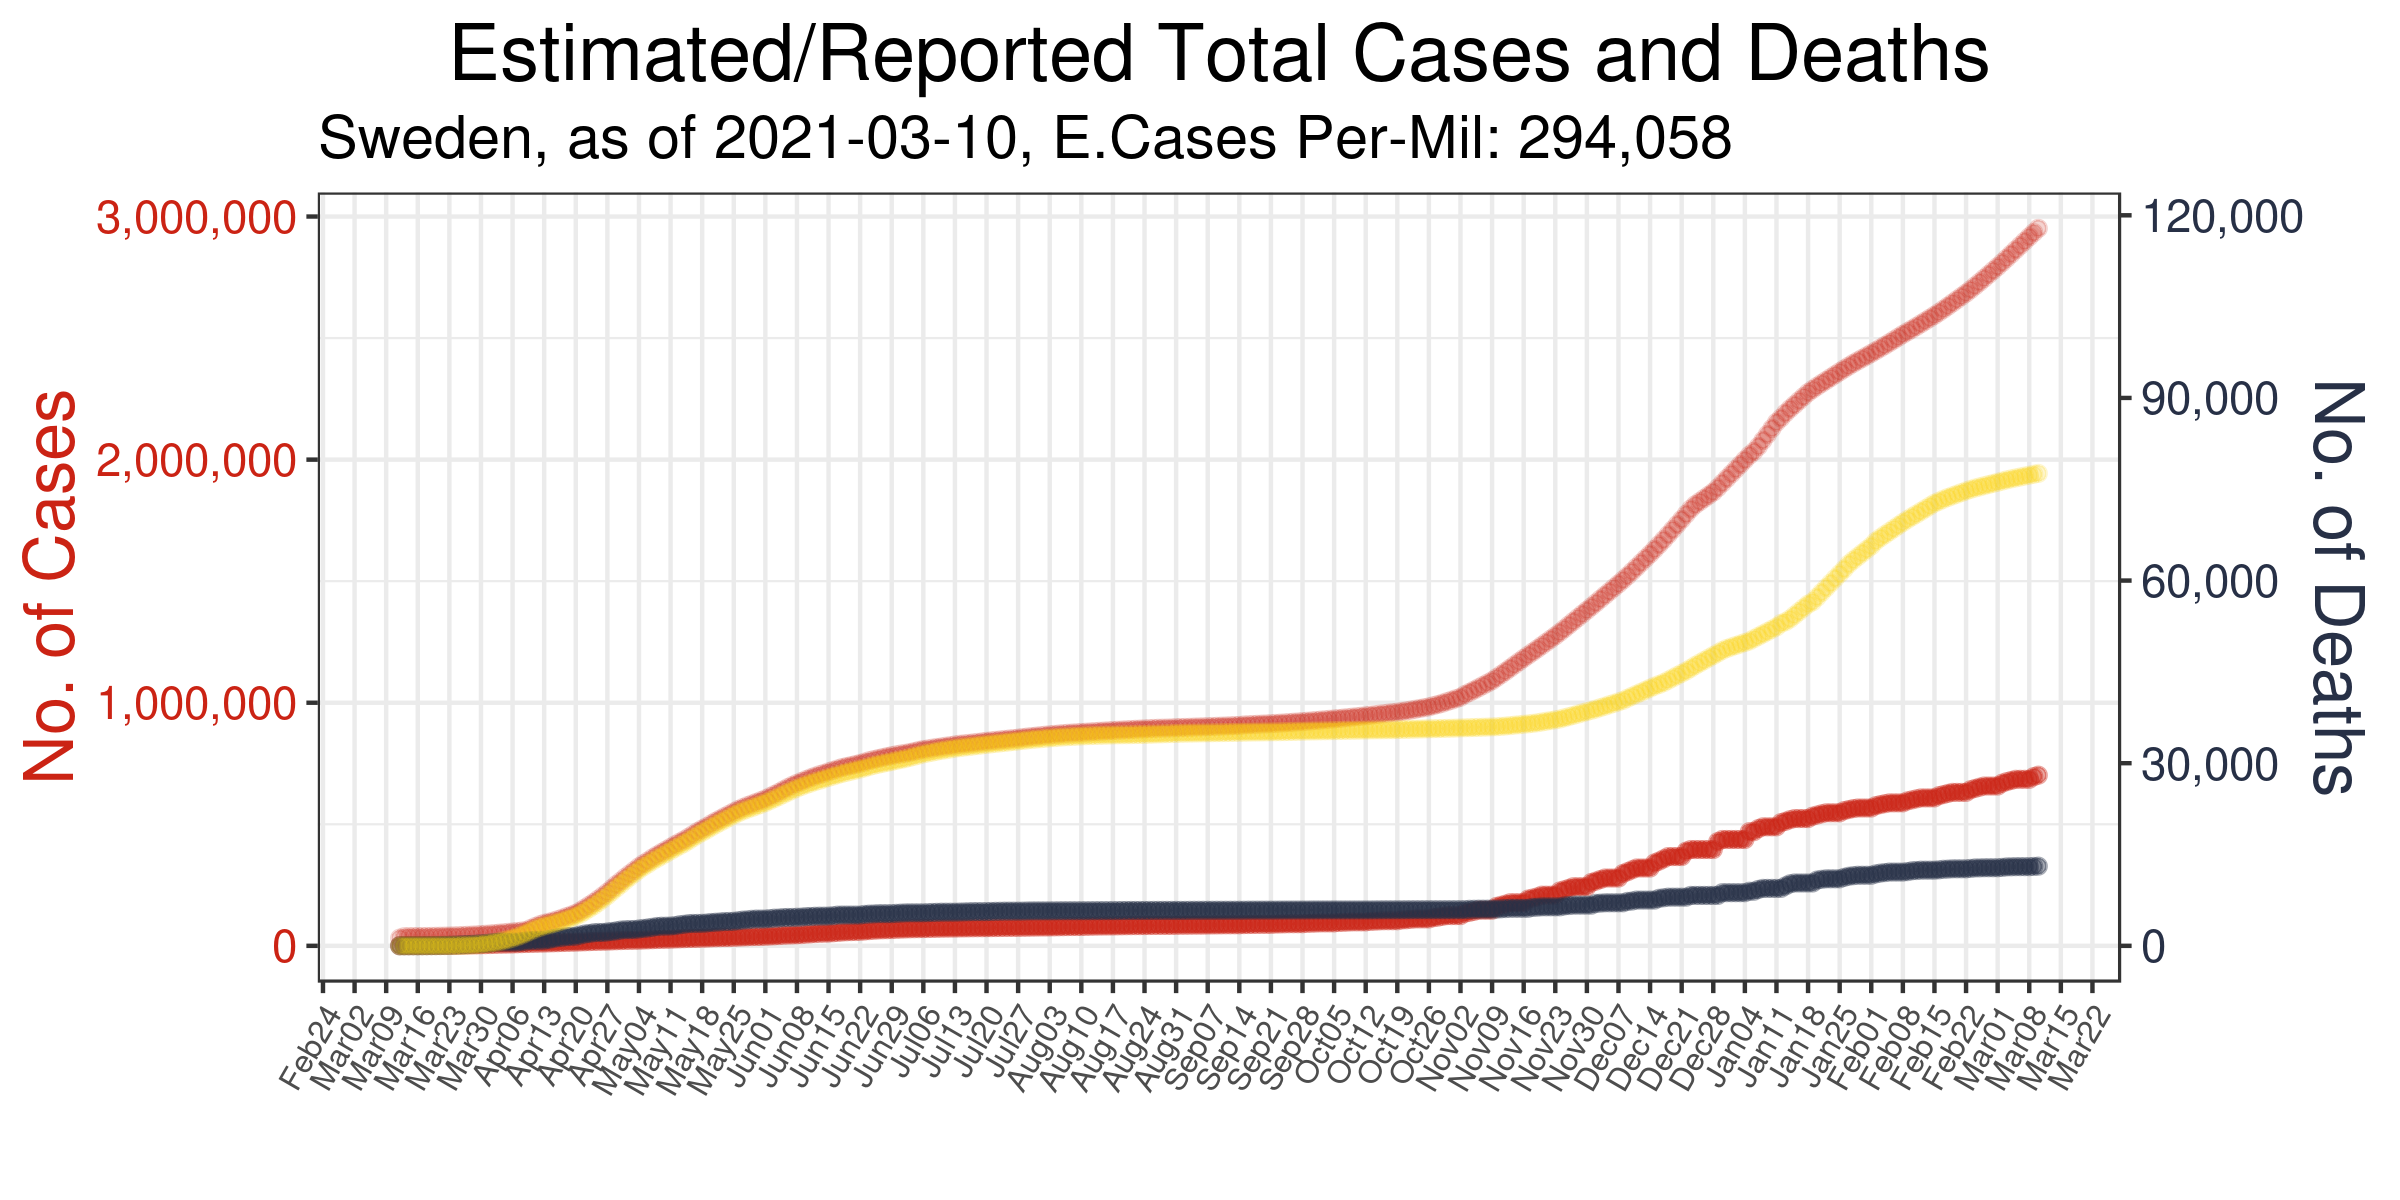 Estimated/Reported Total Cases and Deaths
Sweden, as of 2021-03-10, E.Cases Per-Mil: 294,058
No. of Cases
3,000,000
2,000,000
1,000,000
0
120,000
90,000
60,000
30,000
0
No. of Deaths
Feb24
Mar02
Mar09
Mar16
Mar23
Mar30
Apr06
Apr13
Apr20
Apr27
May04
May11
May18
May25
Jun01
Jun08
Jun15
Jun22
Jun29
Jul06
Jul13
Jul20
Jul27
Aug03
Aug10
Aug17
Aug24
Aug31
Sep07
Sep14
Sep21
Sep28
Oct05
Oct12
Oct19
Oct26
Nov02
Nov09
Nov16
Nov23
Nov30
Dec07
Dec14
Dec21
Dec28
Jan04
Jan11
Jan18
Jan25
Feb01
Feb08
Feb15
Feb22
Mar01
Mar08
Mar15
Mar22